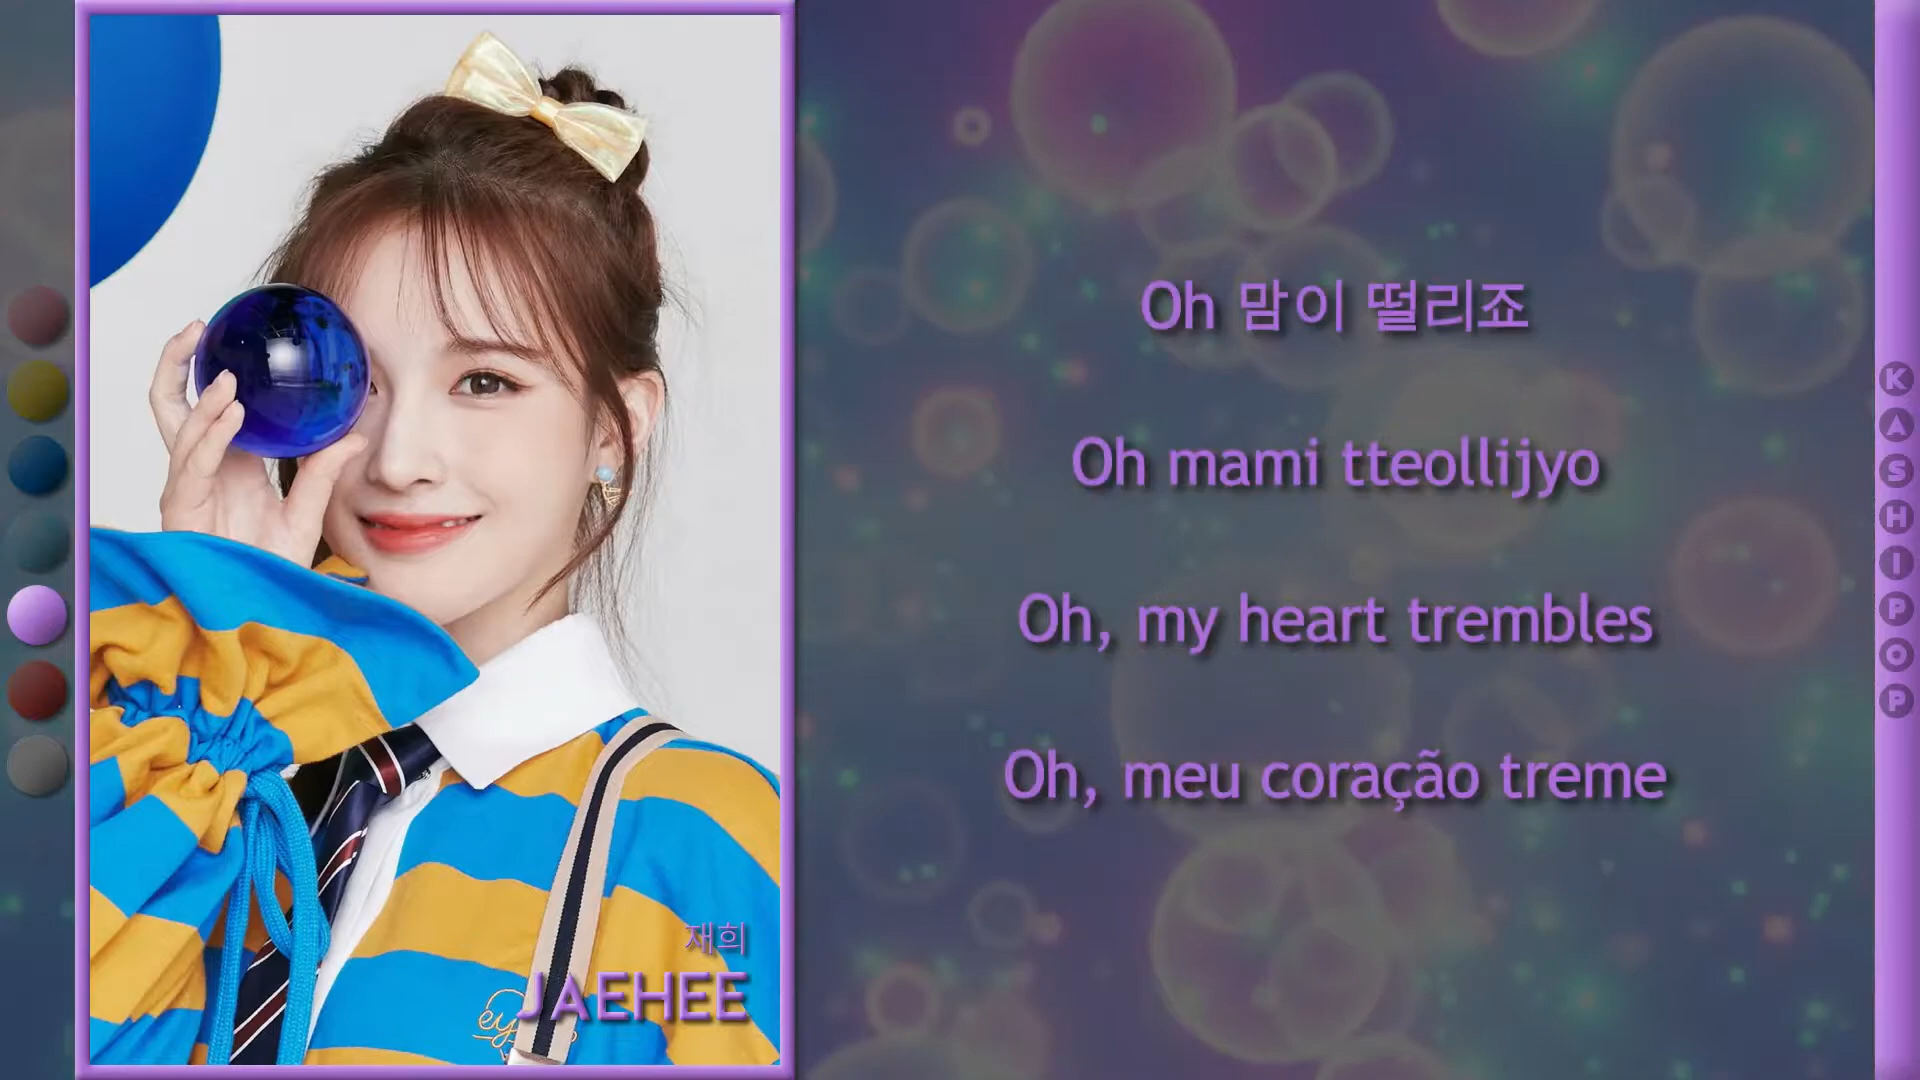 Oh 맘이 떨리죠
Oh mami tteollijyo
Oh, my heart trembles
Oh, meu coração treme
재희
JAEHEE
KASHIPOP